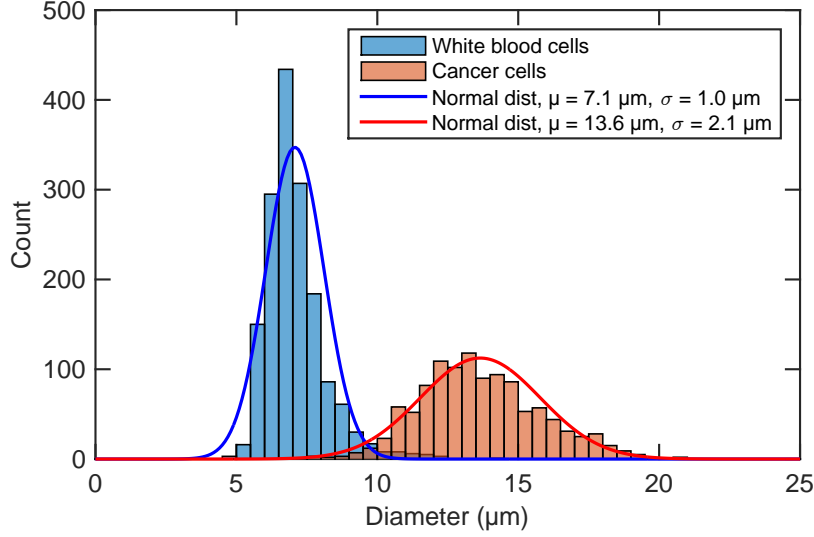 500
400
300
200
100
0
Count
0 5 10 15 20 25
Diameter (µm)
White blood cells
Cancer cells
Normal dist, µ = 7.1 µm, σ = 1.0 µm
Normal dist, µ = 13.6 µm, σ = 2.1 µm